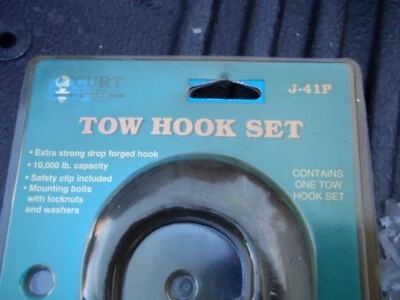 CURT
J-41P
TOW HOOK SET
• Extra strong drop forged hook
• 10,000 lb. capacity
• Safety clip included
• Mounting bolts
with locknuts
and washers
CONTAINS
ONE TOW
HOOK SET